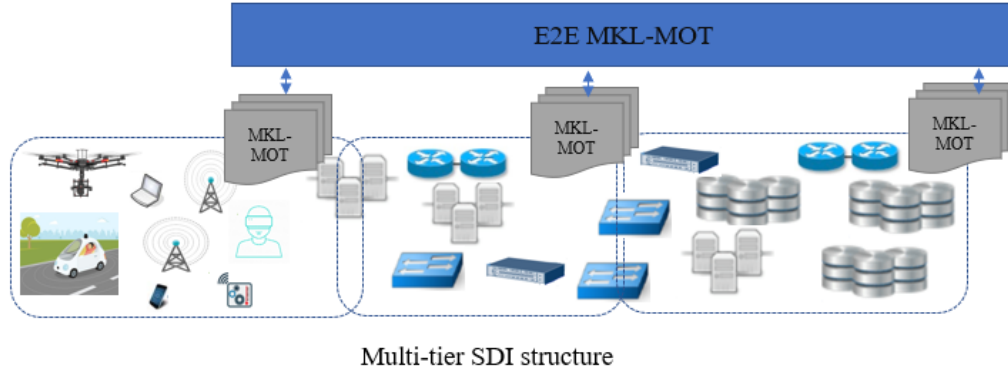 E2E MKL-MOT
MKL-
MOT
MKL-
MOT
MKL-
MOT
Multi-tier SDI structure